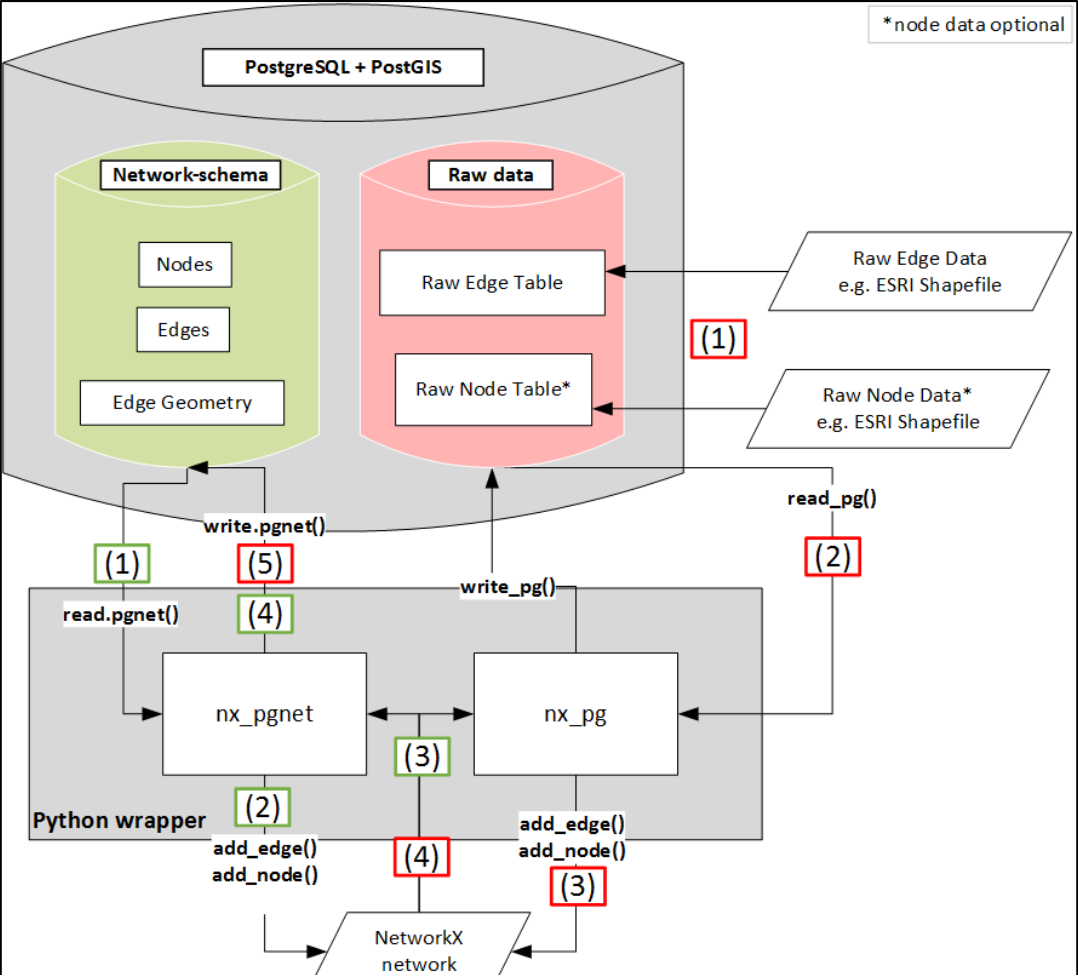 *node data optional
PostgreSQL + PostGIS
Network-schema
Raw data
Nodes
Edges
Edge Geometry
Raw Edge Table
Raw Node Table*
Raw Edge Data
e.g. ESRI Shapefile
(1)
Raw Node Data*
e.g. ESRI Shapefile
read_pg()
(2)
write.pgnet()
(1)
(5)
write_pg()
read.pgnet()
(4)
nx_pgnet
nx_pg
(3)
(2)
Python wrapper
add_edge()
add_node()
(4)
add_edge()
add_node()
(3)
NetworkX
network